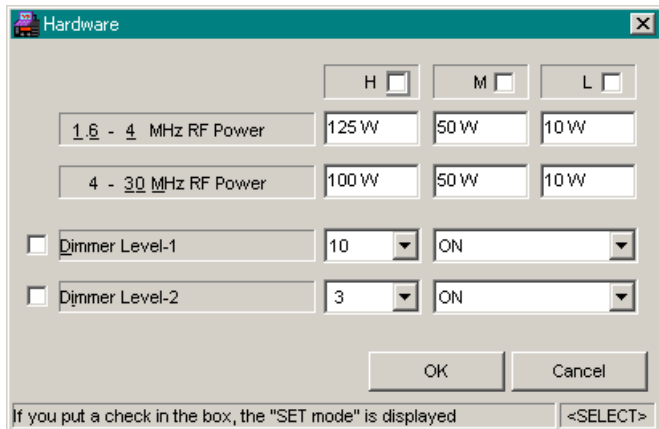 Hardware
H M L
1.6 - 4 MHz RF Power 125 W 50 W 10 W
4 - 30 MHz RF Power 100 W 50 W 10 W
Dimmer Level-1 10 ON
Dimmer Level-2 3 ON
OK Cancel
If you put a check in the box, the "SET mode" is displayed <SELECT>